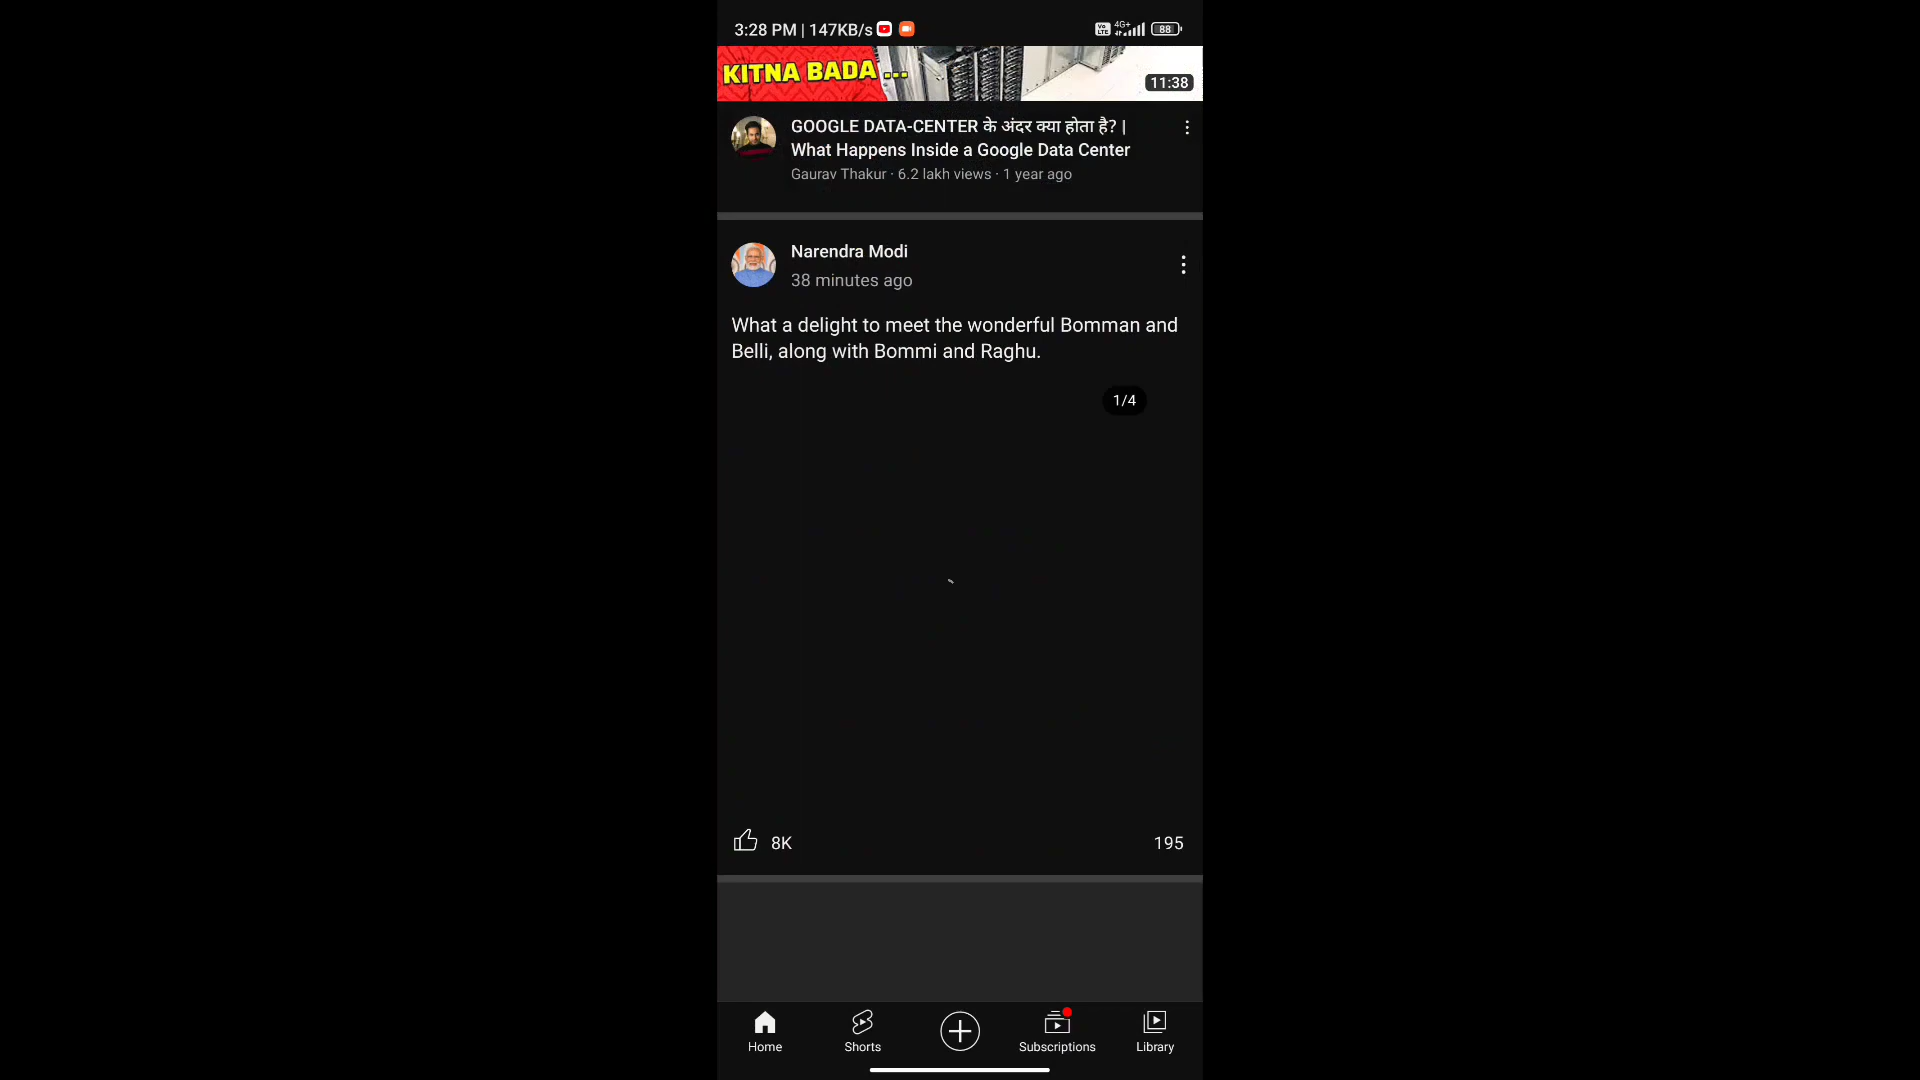 3:28 PM | 147KB/s
4G+
88
KITNA BADA ...
11:38
GOOGLE DATA-CENTER के अंदर क्या होता है? |
What Happens Inside a Google Data Center
Gaurav Thakur · 6.2 lakh views · 1 year ago
Narendra Modi
38 minutes ago
What a delight to meet the wonderful Bomman and
Belli, along with Bommi and Raghu.
1/4
8K
195
Home
Shorts
Subscriptions
Library